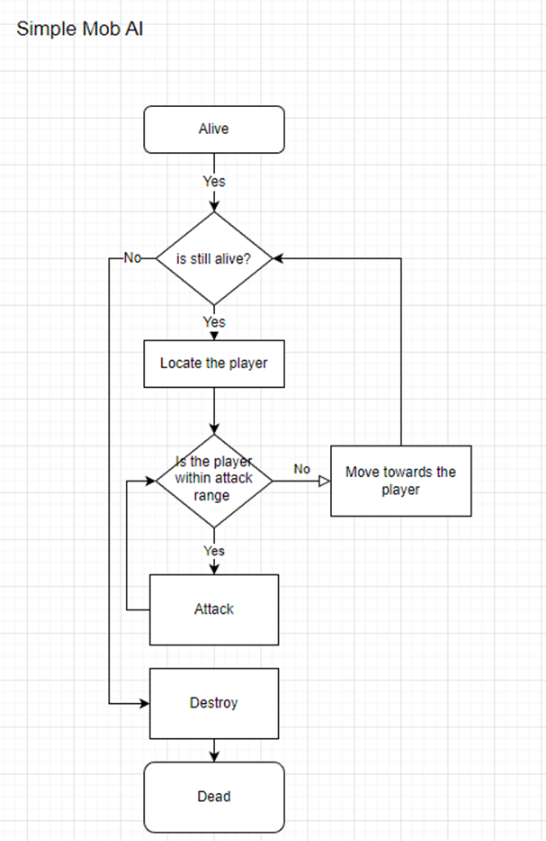 Simple Mob AI
Alive
Yes
No
is still alive?
Yes
Locate the player
Is the player
within attack
range
No
Move towards the
player
Yes
Attack
Destroy
Dead